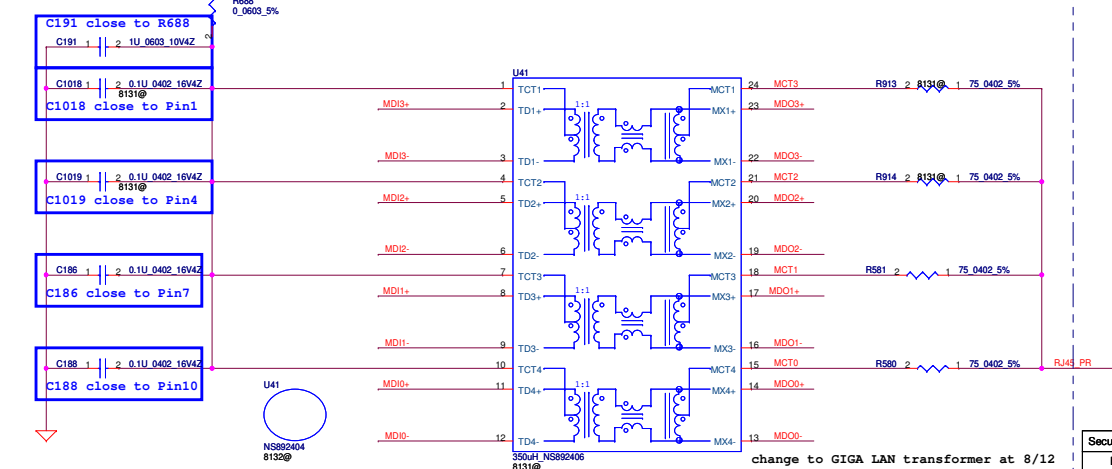 R688
0_0603_5%
C191 close to R688
C191 1 2 1U_0603_10V4Z
2
C1018 1 2 0.1U_0402_16V4Z
8131@
C1018 close to Pin1
C1019 1 2 0.1U_0402_16V4Z
8131@
C1019 close to Pin4
C186 1 2 0.1U_0402_16V4Z
C186 close to Pin7
C188 1 2 0.1U_0402_16V4Z
C188 close to Pin10
U41
NS892404
8132@
U41
1 TCT1 MCT1 24 MCT3 R913 2 8131@ 1 75_0402_5%
MDI3+ 2 TD1+ 1:1 MX1+ 23 MDO3+
MDI3- 3 TD1- MX1- 22 MDO3-
4 TCT2 MCT2 21 MCT2 R914 2 8131@ 1 75_0402_5%
MDI2+ 5 TD2+ 1:1 MX2+ 20 MDO2+
MDI2- 6 TD2- MX2- 19 MDO2-
7 TCT3 MCT3 18 MCT1 R581 2 1 75_0402_5%
MDI1+ 8 TD3+ 1:1 MX3+ 17 MDO1+
MDI1- 9 TD3- MX3- 16 MDO1-
10 TCT4 MCT4 15 MCT0 R580 2 1 75_0402_5% RJ45_PR
MDI0+ 11 TD4+ 1:1 MX4+ 14 MDO0+
MDI0- 12 TD4- MX4- 13 MDO0-
350uH_NS892406
8131@
change to GIGA LAN transformer at 8/12
Secu